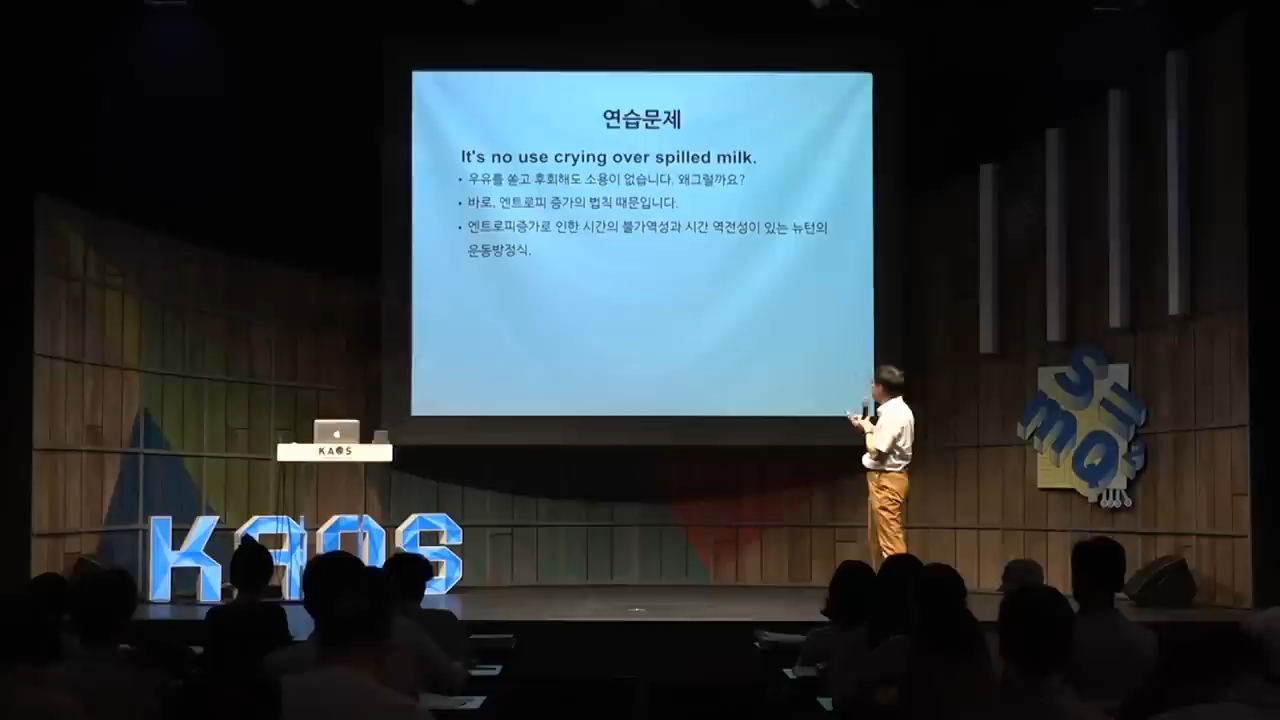 연습문제
It's no use crying over spilled milk.
• 우유를 쏟고 후회해도 소용이 없습니다. 왜그럴까요?
• 바로, 엔트로피 증가의 법칙 때문입니다.
• 엔트로피증가로 인한 시간의 불가역성과 시간 역전성이 있는 뉴턴의
운동방정식.
KAOS
KAOS